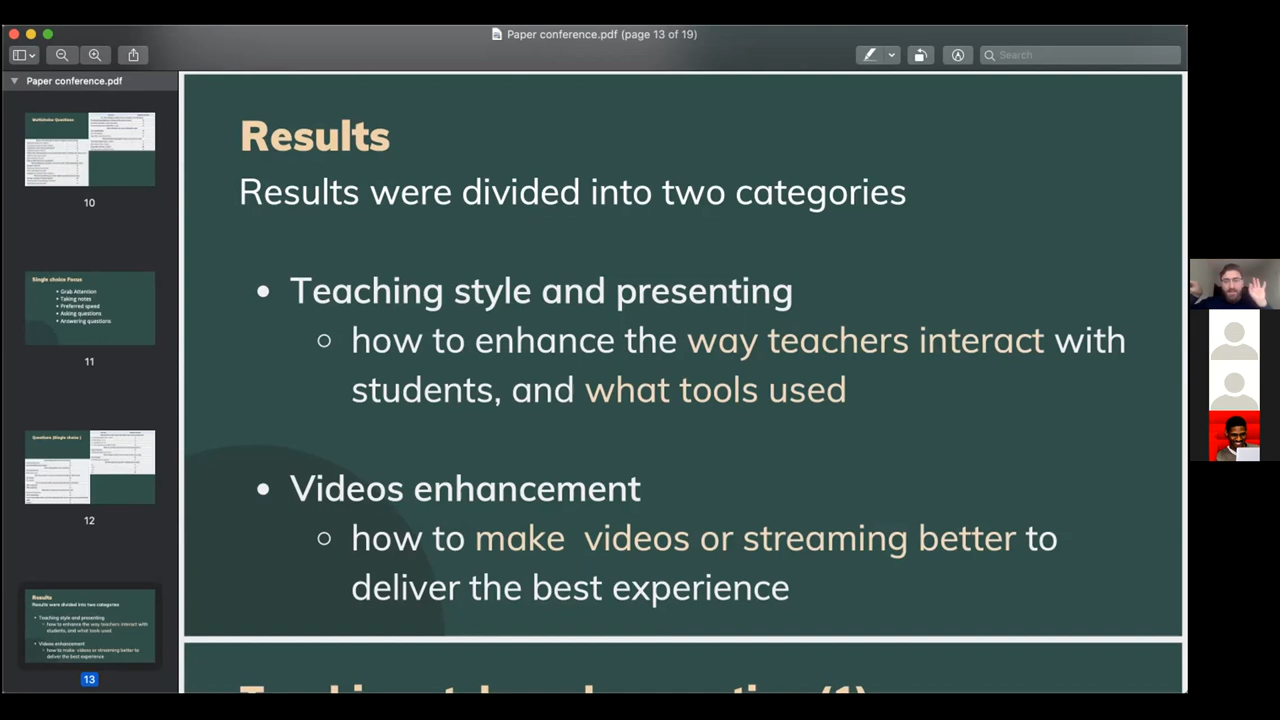 Paper conference.pdf (page 13 of 19)
Search
Paper conference.pdf
Multichoice Questions
10
Single choice Focus
• Grab Attention
• Taking notes
• Preferred speed
• Asking questions
• Answering questions
11
Questions (Single choice )
12
Results
Results were divided into two categories
• Teaching style and presenting
how to enhance the way teachers interact with
students, and what tools used
• Videos enhancement
how to make videos or streaming better to
deliver the best experience
13
Results
Results were divided into two categories
• Teaching style and presenting
○ how to enhance the way teachers interact with
students, and what tools used
• Videos enhancement
○ how to make  videos or streaming better to
deliver the best experience